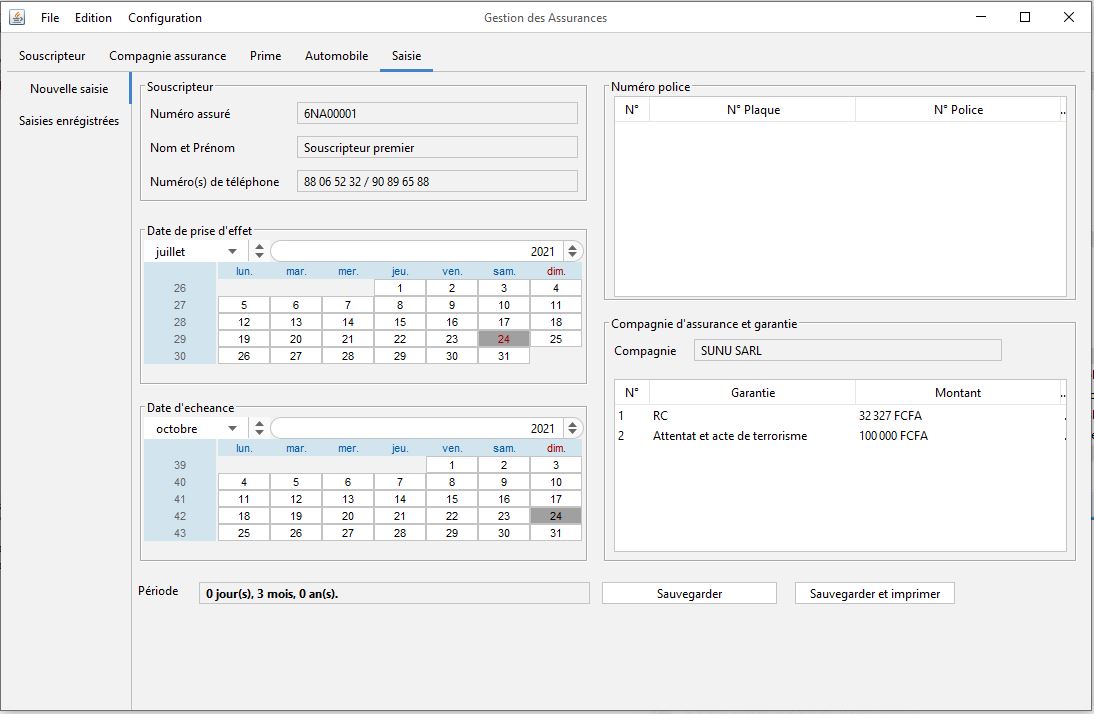 File Edition Configuration Gestion des Assurances
Souscripteur Compagnie assurance Prime Automobile Saisie
Nouvelle saisie
Saisies enrégistrées
Souscripteur
Numéro assuré 6NA00001
Nom et Prénom Souscripteur premier
Numéro(s) de téléphone 88 06 52 32 / 90 89 65 88
Date de prise d'effet
juillet 2021
lun. mar. mer. jeu. ven. sam. dim.
26 1 2 3 4
27 5 6 7 8 9 10 11
28 12 13 14 15 16 17 18
29 19 20 21 22 23 24 25
30 26 27 28 29 30 31
Date d'echeance
octobre 2021
lun. mar. mer. jeu. ven. sam. dim.
39 1 2 3
40 4 5 6 7 8 9 10
41 11 12 13 14 15 16 17
42 18 19 20 21 22 23 24
43 25 26 27 28 29 30 31
Période 0 jour(s), 3 mois, 0 an(s).
Numéro police
N° N° Plaque N° Police ..
Compagnie d'assurance et garantie
Compagnie SUNU SARL
N° Garantie Montant ..
1 RC 32 327 FCFA .
2 Attentat et acte de terrorisme 100 000 FCFA .
Sauvegarder Sauvegarder et imprimer